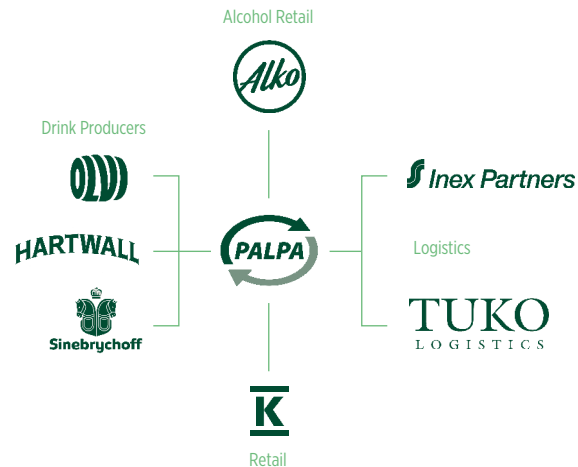 Alcohol Retail
Alko
Drink Producers
OLVI
Inex Partners
HARTWALL
PALPA
Logistics
Sinebrychoff
TUKO
LOGISTICS
K
Retail